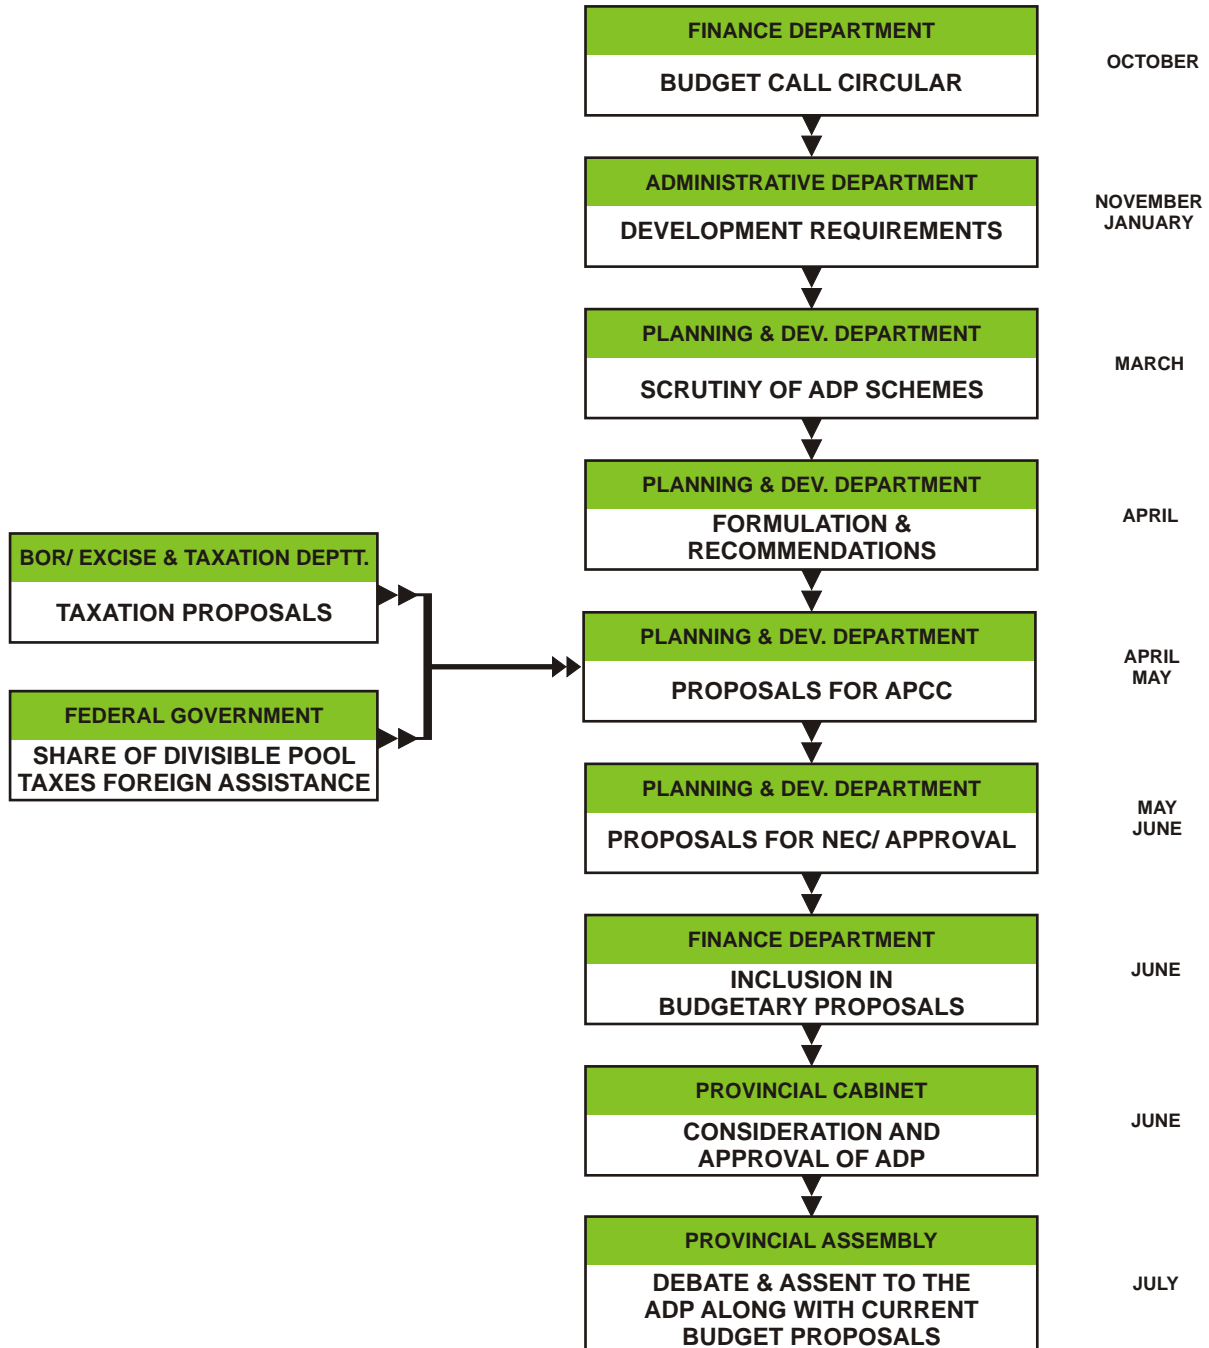 FINANCE DEPARTMENT
BUDGET CALL CIRCULAR
OCTOBER
ADMINISTRATIVE DEPARTMENT
DEVELOPMENT REQUIREMENTS
NOVEMBER
JANUARY
PLANNING & DEV. DEPARTMENT
SCRUTINY OF ADP SCHEMES
MARCH
PLANNING & DEV. DEPARTMENT
FORMULATION &
RECOMMENDATIONS
APRIL
BOR/ EXCISE & TAXATION DEPTT.
TAXATION PROPOSALS
FEDERAL GOVERNMENT
SHARE OF DIVISIBLE POOL
TAXES FOREIGN ASSISTANCE
PLANNING & DEV. DEPARTMENT
PROPOSALS FOR APCC
APRIL
MAY
PLANNING & DEV. DEPARTMENT
PROPOSALS FOR NEC/ APPROVAL
MAY
JUNE
FINANCE DEPARTMENT
INCLUSION IN
BUDGETARY PROPOSALS
JUNE
PROVINCIAL CABINET
CONSIDERATION AND
APPROVAL OF ADP
JUNE
PROVINCIAL ASSEMBLY
DEBATE & ASSENT TO THE
ADP ALONG WITH CURRENT
BUDGET PROPOSALS
JULY